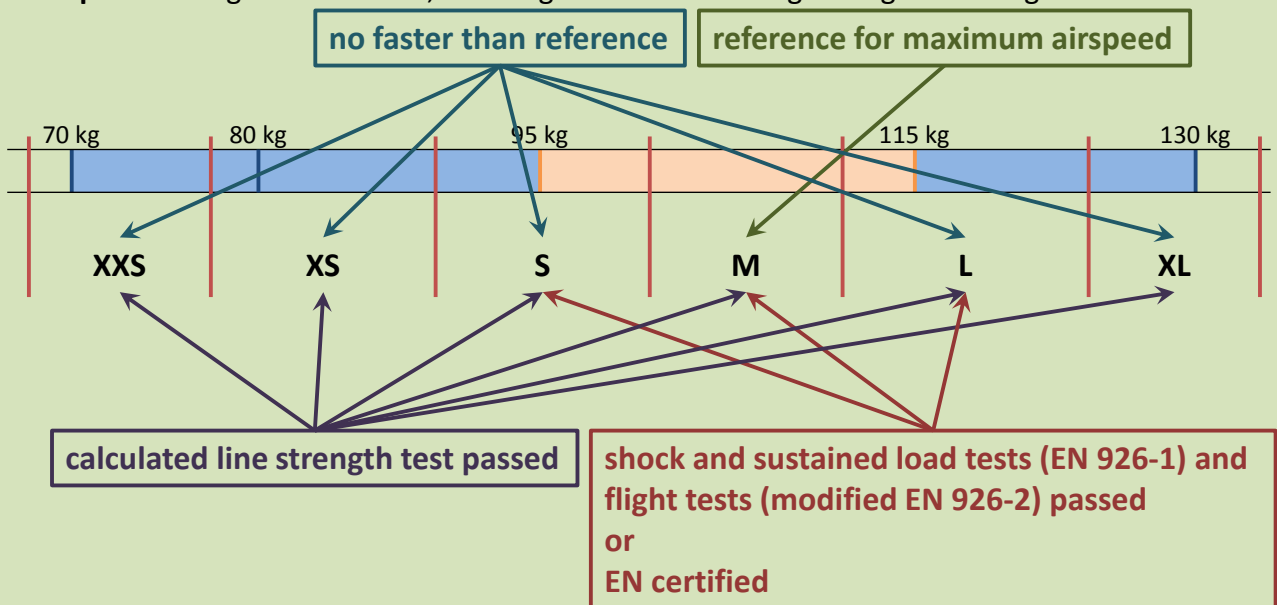 no faster than reference
reference for maximum airspeed
70 kg
80 kg
95 kg
115 kg
130 kg
XXS
XS
S
M
L
XL
calculated line strength test passed
shock and sustained load tests (EN 926-1) and
flight tests (modified EN 926-2) passed
or
EN certified